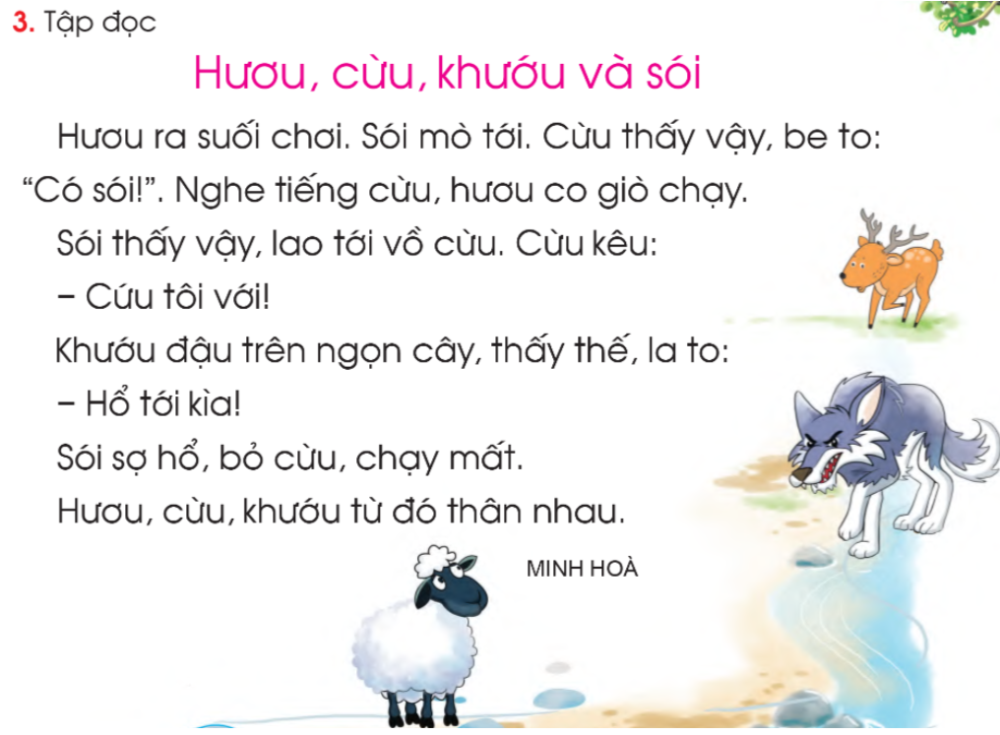 3. Tập đọc
Hươu, cừu, khướu và sói
Hươu ra suối chơi. Sói mò tới. Cừu thấy vậy, be to:
“Có sói!”. Nghe tiếng cừu, hươu co giò chạy.
Sói thấy vậy, lao tới vồ cừu. Cừu kêu:
– Cứu tôi với!
Khướu đậu trên ngọn cây, thấy thế, la to:
– Hổ tới kìa!
Sói sợ hổ, bỏ cừu, chạy mất.
Hươu, cừu, khướu từ đó thân nhau.
MINH HOÀ